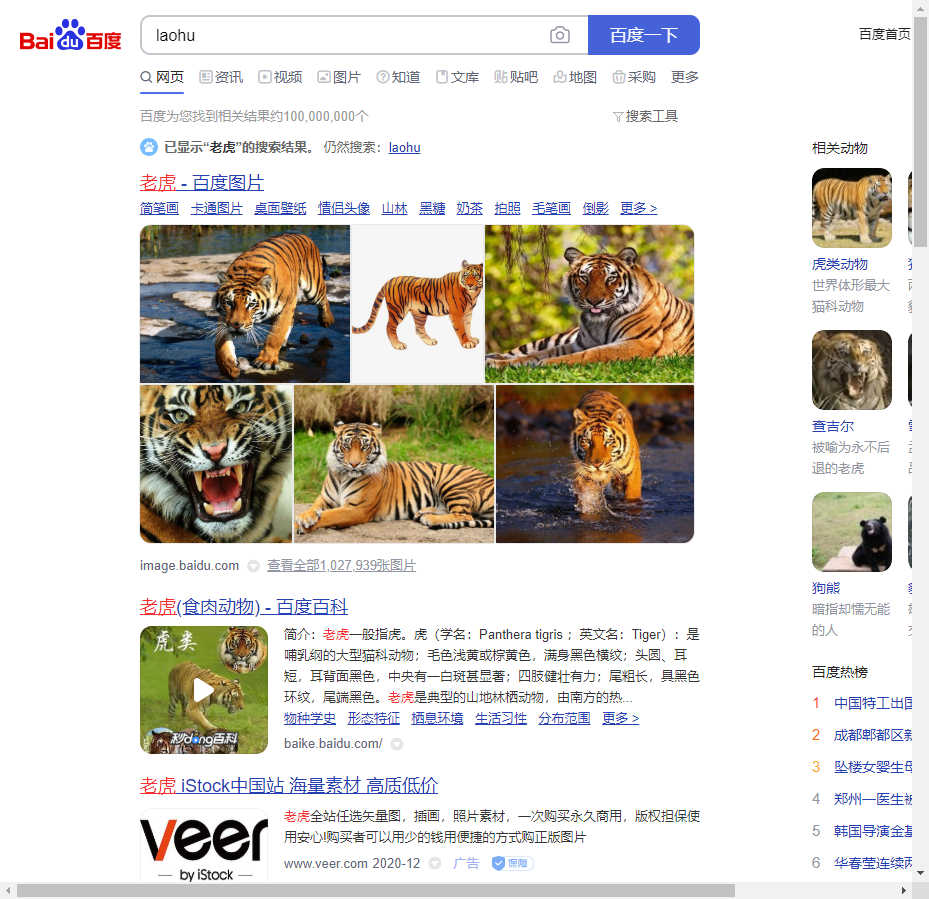 Bai du 百度
laohu
百度一下
百度首页
网页 资讯 视频 图片 知道 文库 贴吧 地图 采购 更多
百度为您找到相关结果约100,000,000个
搜索工具
已显示“老虎”的搜索结果。 仍然搜索： laohu
老虎 - 百度图片
简笔画 卡通图片 桌面壁纸 情侣头像 山林 黑糖 奶茶 拍照 毛笔画 倒影 更多 >
image.baidu.com 查看全部1,027,939张图片
老虎(食肉动物) - 百度百科
虎类
秒dǒng百科
简介：老虎一般指虎。虎（学名：Panthera tigris ；英文名：Tiger）：是
哺乳纲的大型猫科动物；毛色浅黄或棕黄色，满身黑色横纹；头圆、耳
短，耳背面黑色，中央有一白斑甚显著；四肢健壮有力；尾粗长，具黑色
环纹，尾端黑色。老虎是典型的山地林栖动物，由南方的热...
物种学史 形态特征 栖息环境 生活习性 分布范围 更多 >
baike.baidu.com/
老虎 iStock中国站 海量素材 高质低价
veer
by iStock
老虎全站任选矢量图，插画，照片素材，一次购买永久商用，版权担保使
用安心!购买者可以用少的钱用便捷的方式购正版图片
www.veer.com 2020-12 广告 保障
相关动物
虎类动物
世界体形最大
猫科动物
查吉尔
被喻为永不后
退的老虎
狗熊
暗指却懦无能
的人
百度热榜
1 中国特工出国
2 成都郫都区新
3 坠楼女婴生母
4 郑州一医生被
5 韩国导演金基
6 华春莹连续两